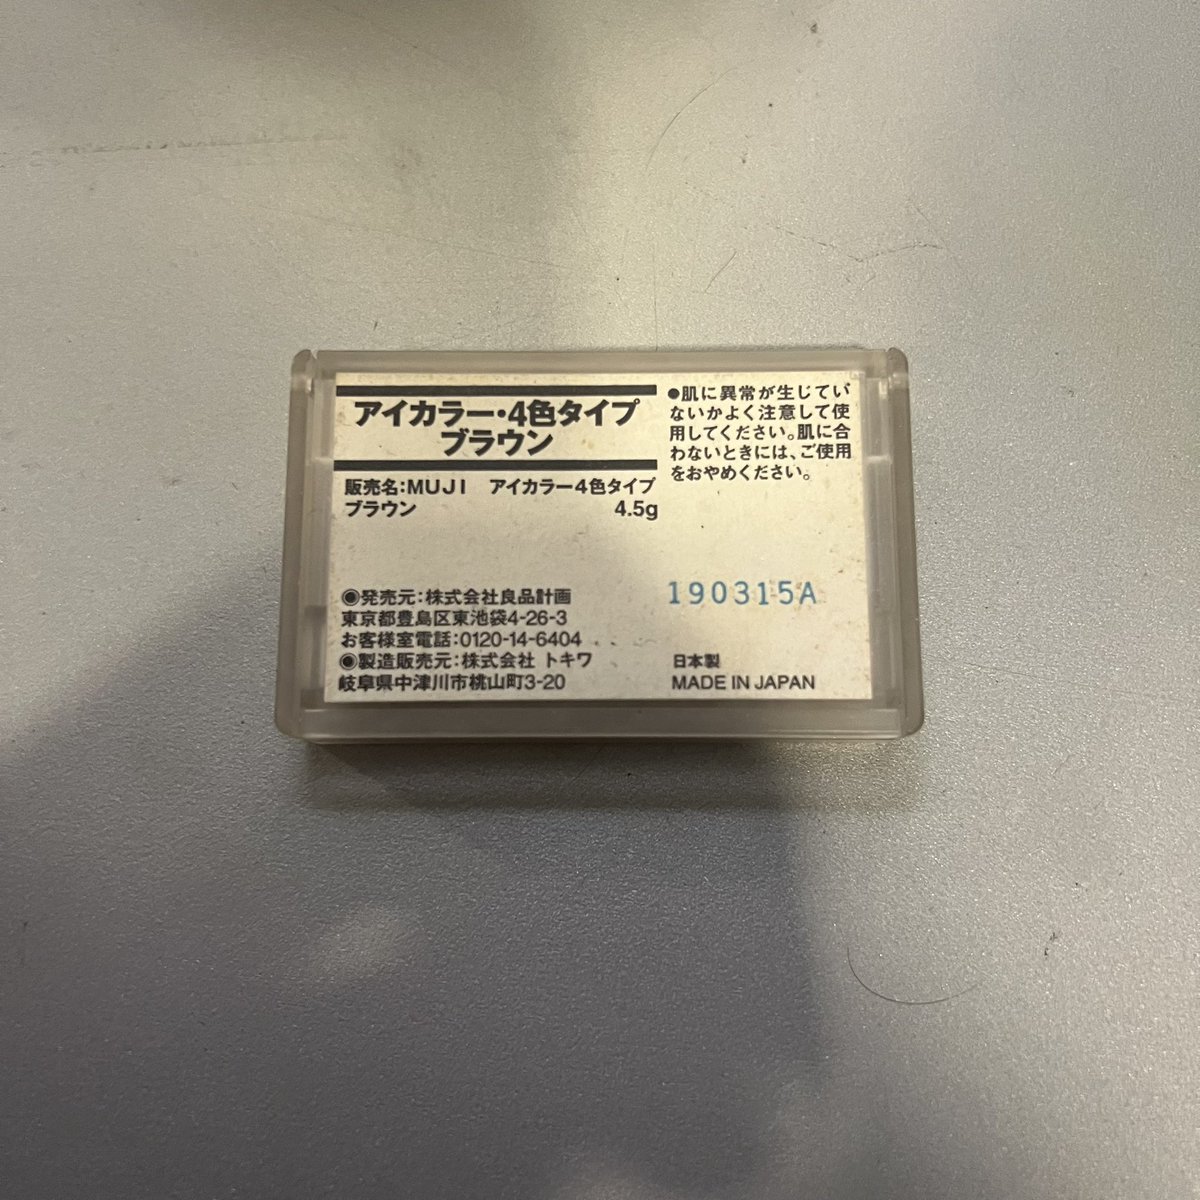 アイカラー・4色タイプ
ブラウン
販売名:MUJI　アイカラー4色タイプ
ブラウン 4.5g
◉発売元:株式会社良品計画
東京都豊島区東池袋4-26-3
お客様室電話:0120-14-6404
◉製造販売元:株式会社 トキワ
岐阜県中津川市桃山町3-20
●肌に異常が生じてい
ないかよく注意して使
用してください。肌に合
わないときには、ご使用
をおやめください。
190315A
日本製
MADE IN JAPAN